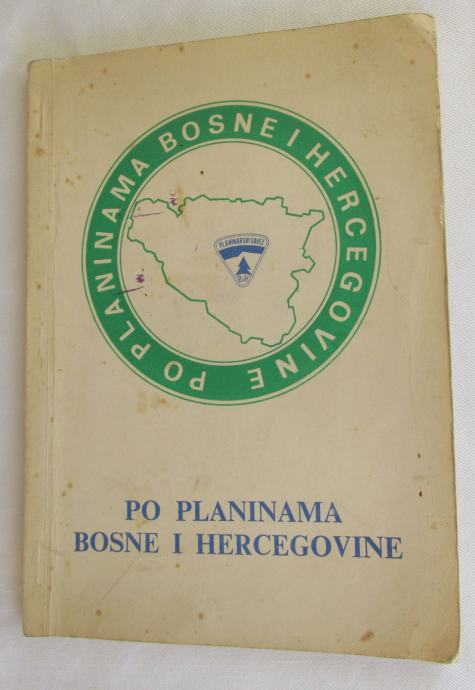 PO PLANINAMA BOSNE I HERCEGOVINE
PLANINARSKI SAVEZ
B.i.H.
PO PLANINAMA
BOSNE I HERCEGOVINE